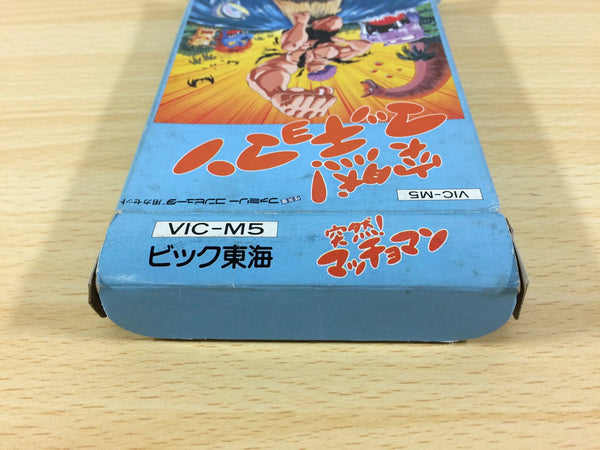 突然!
マッチョマン
VIC-M5
ファミリーコンピュータ用カセット
VIC-M5
ビック東海
突然!
マッチョマン